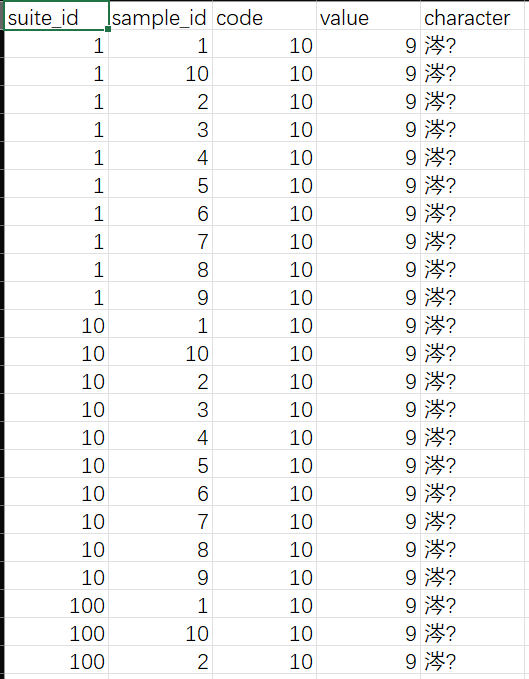 suite_id sample_id code value character
1 1 10 9 涔?
1 10 10 9 涔?
1 2 10 9 涔?
1 3 10 9 涔?
1 4 10 9 涔?
1 5 10 9 涔?
1 6 10 9 涔?
1 7 10 9 涔?
1 8 10 9 涔?
1 9 10 9 涔?
10 1 10 9 涔?
10 10 10 9 涔?
10 2 10 9 涔?
10 3 10 9 涔?
10 4 10 9 涔?
10 5 10 9 涔?
10 6 10 9 涔?
10 7 10 9 涔?
10 8 10 9 涔?
10 9 10 9 涔?
100 1 10 9 涔?
100 10 10 9 涔?
100 2 10 9 涔?